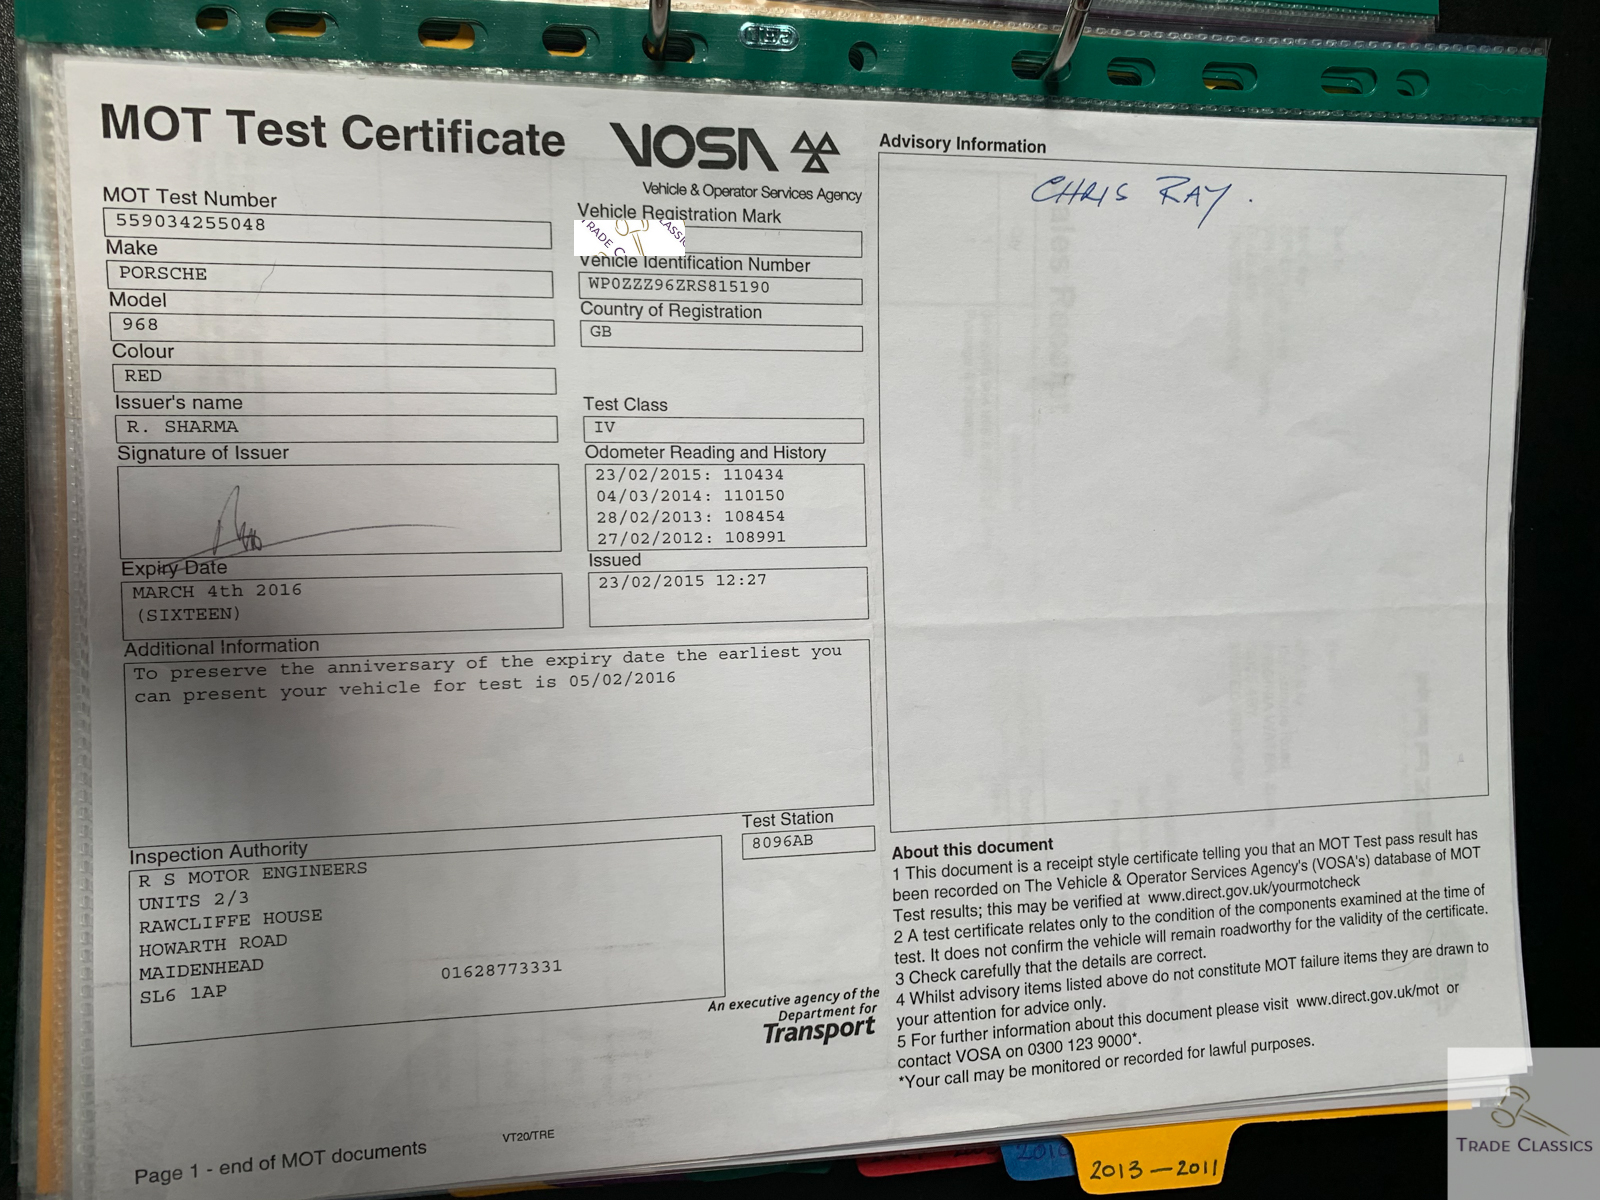 MOT Test Certificate
VOSA
Vehicle & Operator Services Agency
MOT Test Number
559034255048
Make
PORSCHE
Model
968
Colour
RED
Issuer's name
R. SHARMA
Signature of Issuer
Expiry Date
MARCH 4th 2016
(SIXTEEN)
Vehicle Registration Mark
TRADE C
CLASSIC
Vehicle Identification Number
WP0ZZZ96ZRS815190
Country of Registration
GB
Test Class
IV
Odometer Reading and History
23/02/2015: 110434
04/03/2014: 110150
28/02/2013: 108454
27/02/2012: 108991
Issued
23/02/2015 12:27
Additional Information
To preserve the anniversary of the expiry date the earliest you
can present your vehicle for test is 05/02/2016
Test Station
8096AB
Inspection Authority
R S MOTOR ENGINEERS
UNITS 2/3
RAWCLIFFE HOUSE
HOWARTH ROAD
MAIDENHEAD 01628773331
SL6 1AP
An executive agency of the
Department for
Transport
Page 1 - end of MOT documents
VT20/TRE
Advisory Information
CHRIS RAY.
About this document
1 This document is a receipt style certificate telling you that an MOT Test pass result has
been recorded on The Vehicle & Operator Services Agency's (VOSA's) database of MOT
Test results; this may be verified at www.direct.gov.uk/yourmotcheck
2 A test certificate relates only to the condition of the components examined at the time of
test. It does not confirm the vehicle will remain roadworthy for the validity of the certificate.
3 Check carefully that the details are correct.
4 Whilst advisory items listed above do not constitute MOT failure items they are drawn to
your attention for advice only.
5 For further information about this document please visit www.direct.gov.uk/mot or
contact VOSA on 0300 123 9000*.
*Your call may be monitored or recorded for lawful purposes.
2010
2013 — 2011
TRADE CLASSICS